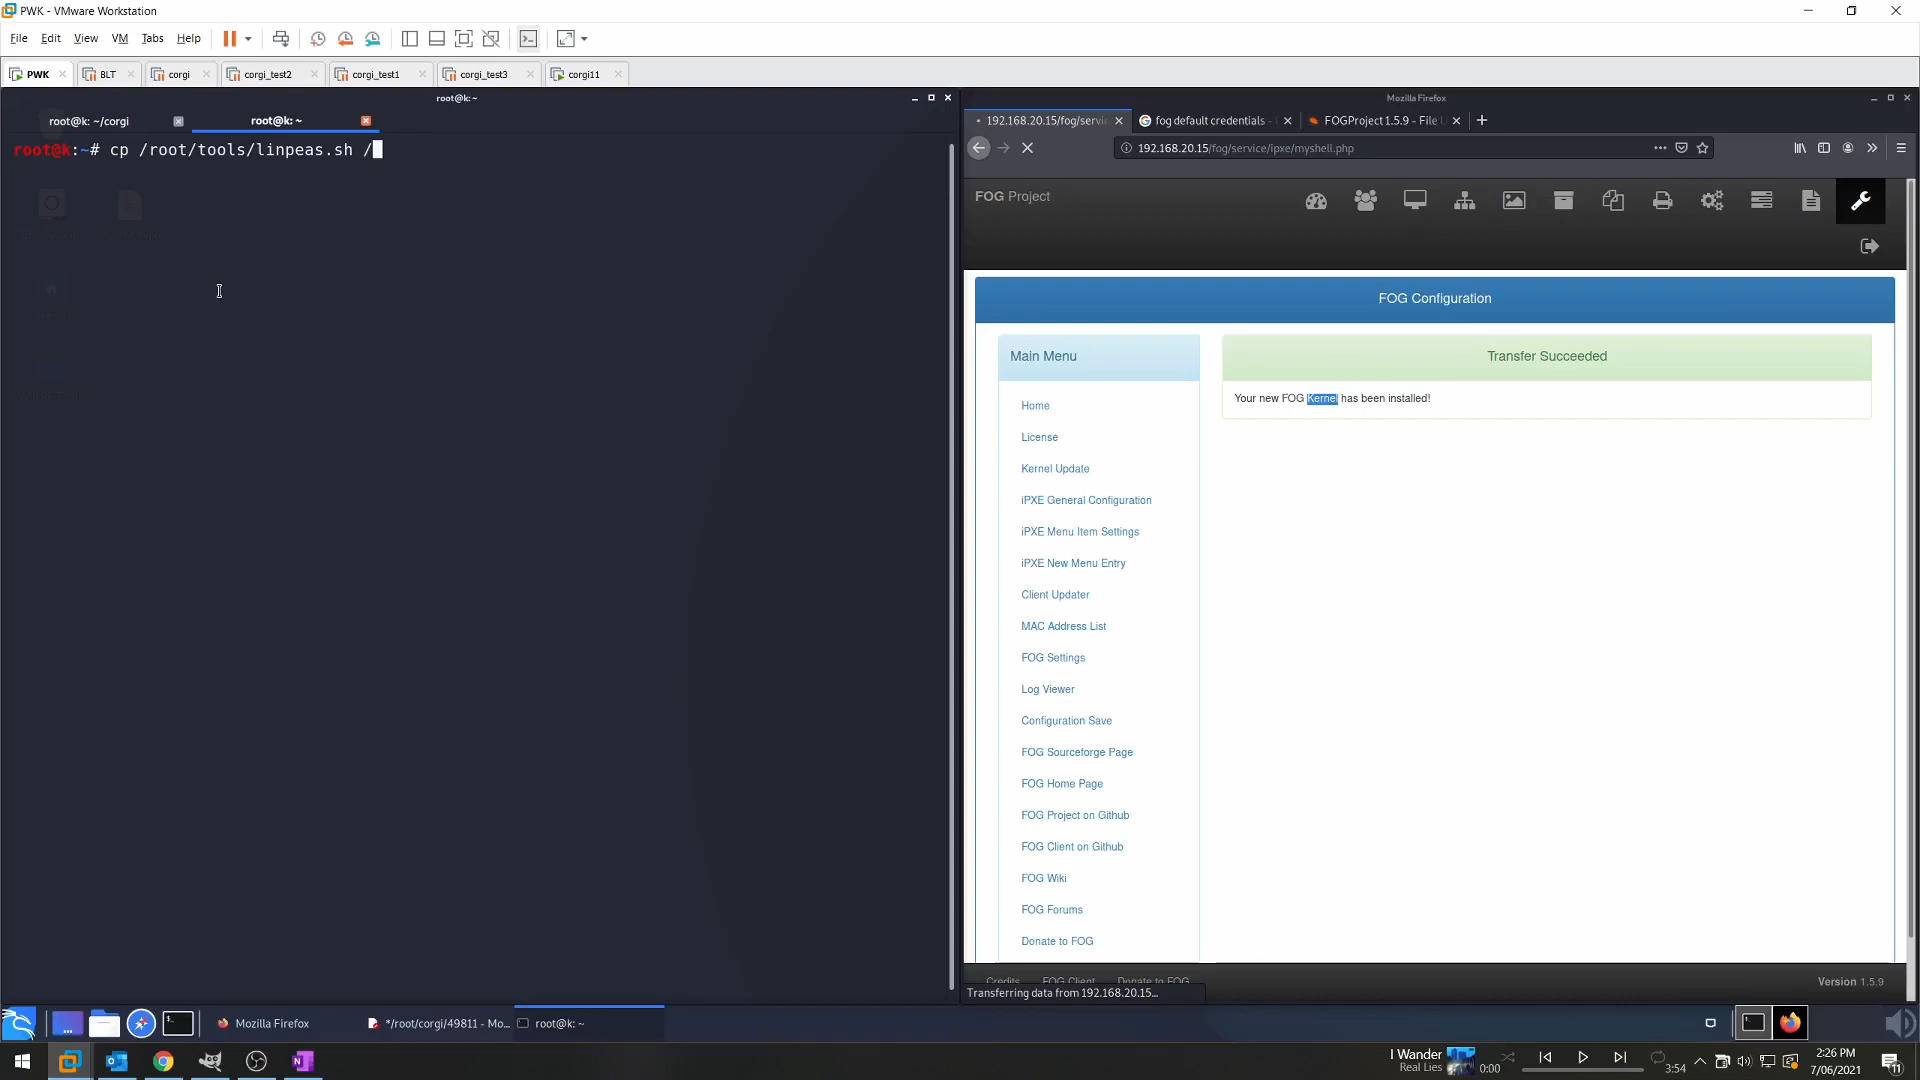 PWK - VMware Workstation
File Edit View VM Tabs Help
PWK BLT corgi corgi_test2 corgi_test1 corgi_test3 corgi11
root@k:~
root@k: ~/corgi root@k: ~
root@k:~# cp /root/tools/linpeas.sh /
Mozilla Firefox
192.168.20.15/fog/servi fog default credentials - FOGProject 1.5.9 - File
192.168.20.15/fog/service/ipxe/myshell.php
FOG Project
FOG Configuration
Main Menu
Home
License
Kernel Update
iPXE General Configuration
iPXE Menu Item Settings
iPXE New Menu Entry
Client Updater
MAC Address List
FOG Settings
Log Viewer
Configuration Save
FOG Sourceforge Page
FOG Home Page
FOG Project on Github
FOG Client on Github
FOG Wiki
FOG Forums
Donate to FOG
Transfer Succeeded
Your new FOG Kernel has been installed!
Credits FOG Client Donate to FOG
Version 1.5.9
Transferring data from 192.168.20.15...
Mozilla Firefox */root/corgi/49811 - Mo... root@k: ~
I Wander
Real Lies
0:00
3:54
2:26 PM
7/06/2021
11